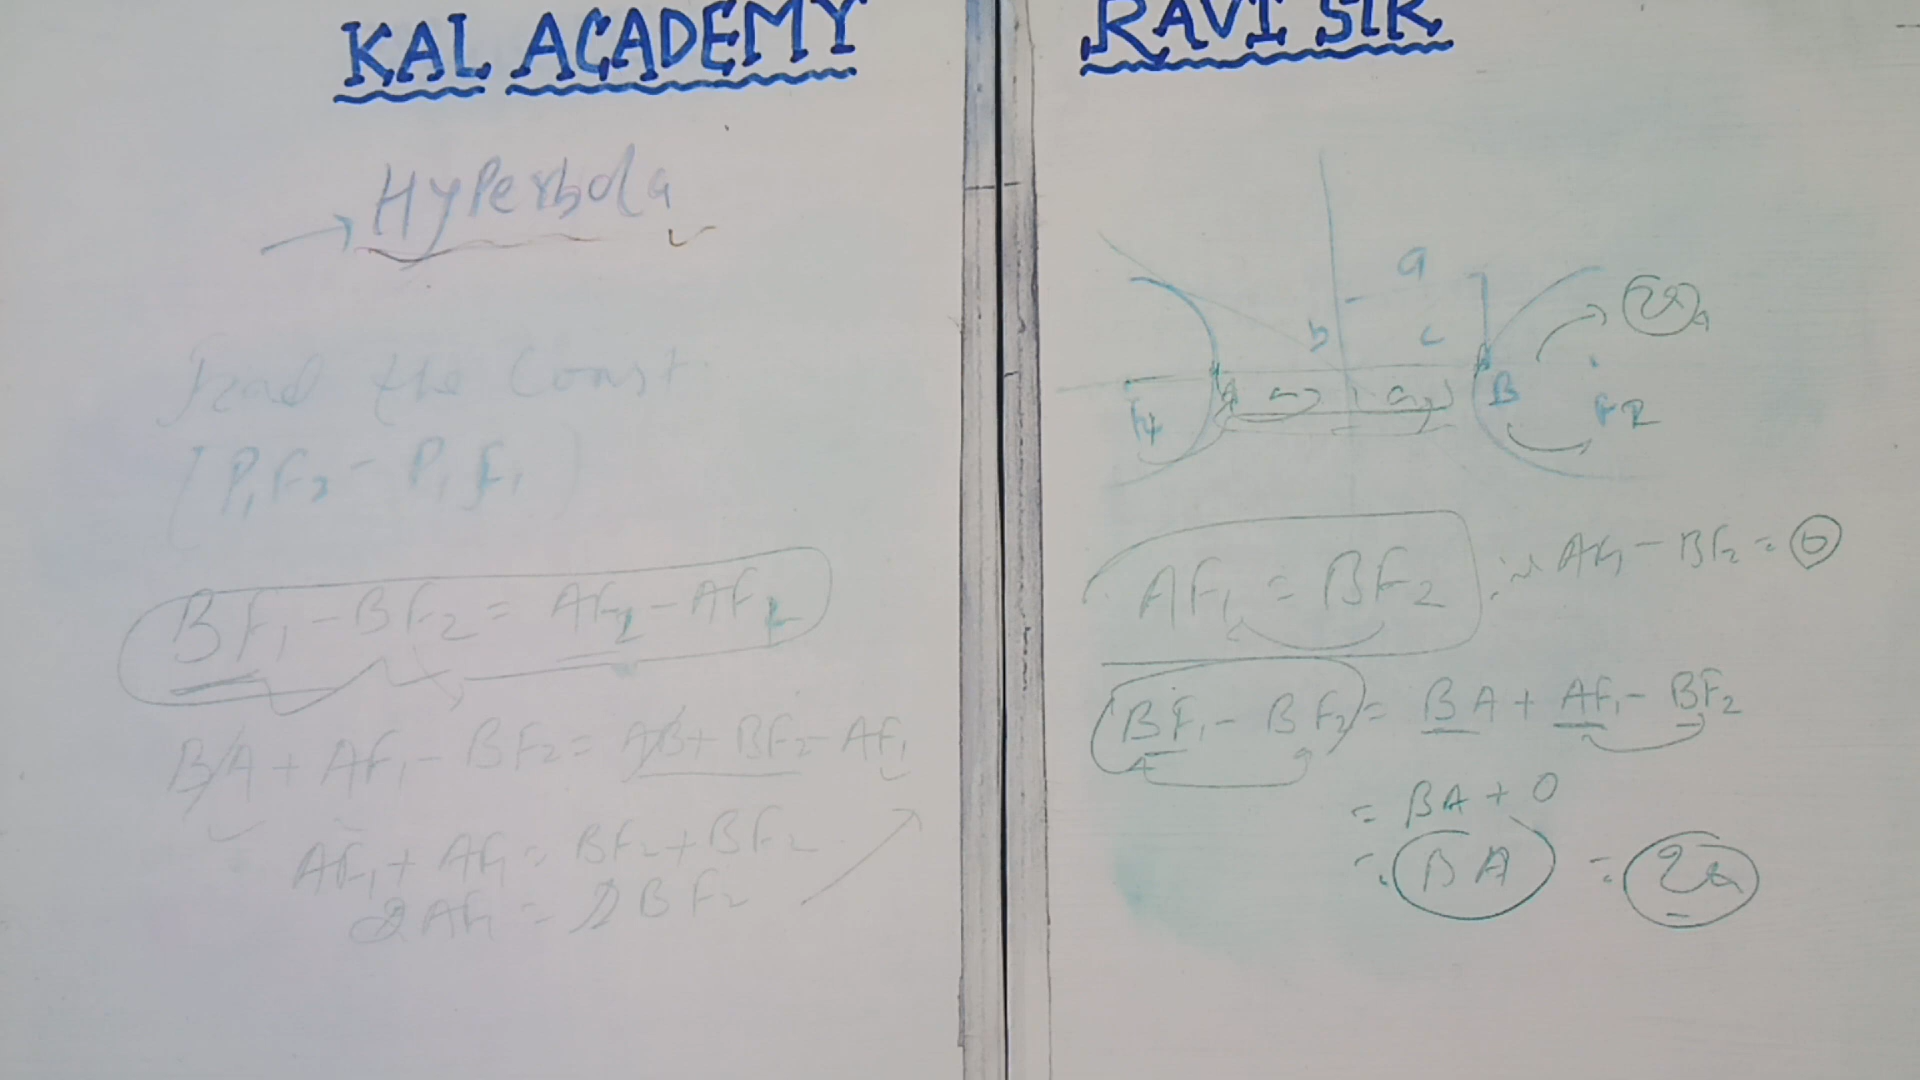 KAL ACADEMY
Hyperbola
Find the Const
(P₁F₂ - P₁F₁)
BF₁ - BF₂ = AF₂ - AF₁
BA + AF₁ - BF₂ = AB + BF₂ - AF₁
AF₁ + AF₁ = BF₂ + BF₂
2AF₁ = 2BF₂
RAVI SIR
a
b c
2a
a a B
F₁ F2
AF₁ = BF₂ ∴ AF₁ - BF₂ = 0
BF₁ - BF₂ = BA + AF₁ - BF₂
= BA + 0
= BA = 2a